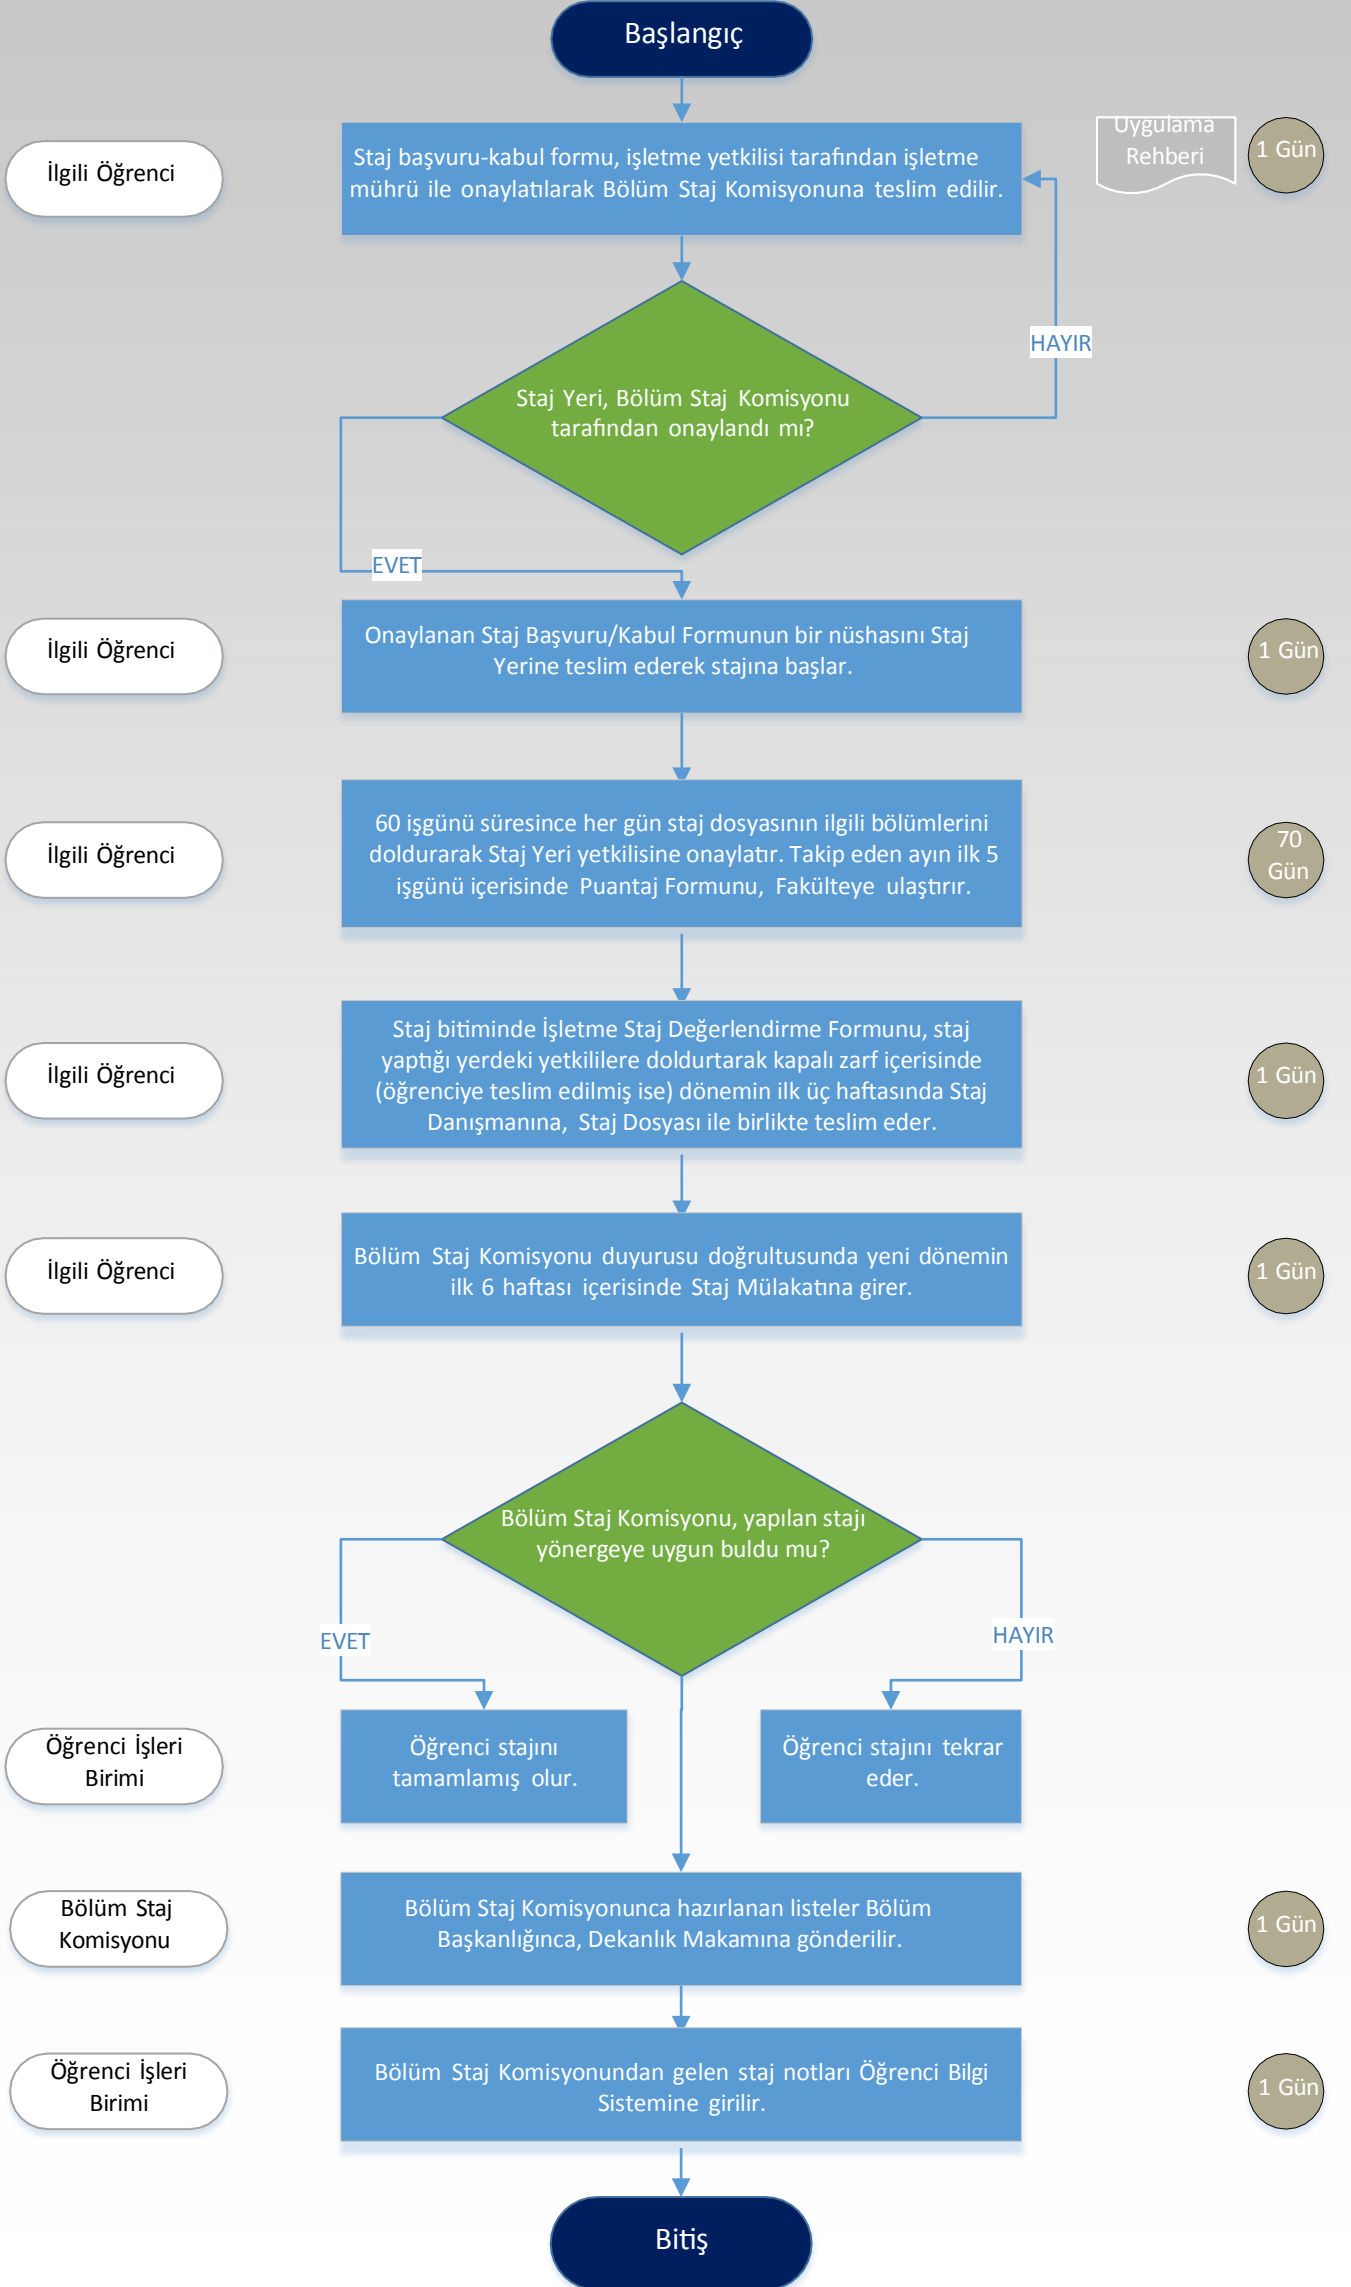 Başlangıç
İlgili Öğrenci
Staj başvuru-kabul formu, işletme yetkilisi tarafından işletme
mührü ile onaylatılarak Bölüm Staj Komisyonuna teslim edilir.
Uygulama
Rehberi
1 Gün
HAYIR
Staj Yeri, Bölüm Staj Komisyonu
tarafından onaylandı mı?
EVET
İlgili Öğrenci
Onaylanan Staj Başvuru/Kabul Formunun bir nüshasını Staj
Yerine teslim ederek stajına başlar.
1 Gün
İlgili Öğrenci
60 işgünü süresince her gün staj dosyasının ilgili bölümlerini
doldurarak Staj Yeri yetkilisine onaylatır. Takip eden ayın ilk 5
işgünü içerisinde Puantaj Formunu, Fakülteye ulaştırır.
70
Gün
İlgili Öğrenci
Staj bitiminde İşletme Staj Değerlendirme Formunu, staj
yaptığı yerdeki yetkililere doldurtarak kapalı zarf içerisinde
(öğrenciye teslim edilmiş ise) dönemin ilk üç haftasında Staj
Danışmanına, Staj Dosyası ile birlikte teslim eder.
1 Gün
İlgili Öğrenci
Bölüm Staj Komisyonu duyurusu doğrultusunda yeni dönemin
ilk 6 haftası içerisinde Staj Mülakatına girer.
1 Gün
Bölüm Staj Komisyonu, yapılan stajı
yönergeye uygun buldu mu?
EVET
HAYIR
Öğrenci İşleri
Birimi
Öğrenci stajını
tamamlamış olur.
Öğrenci stajını tekrar
eder.
Bölüm Staj
Komisyonu
Bölüm Staj Komisyonunca hazırlanan listeler Bölüm
Başkanlığınca, Dekanlık Makamına gönderilir.
1 Gün
Öğrenci İşleri
Birimi
Bölüm Staj Komisyonundan gelen staj notları Öğrenci Bilgi
Sistemine girilir.
1 Gün
Bitiş